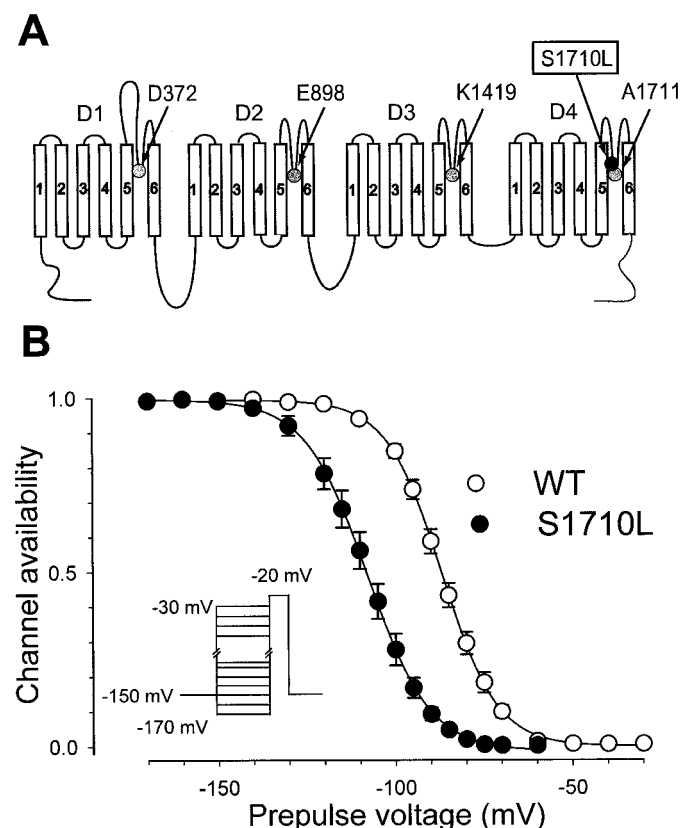 A
S1710L
D1 D372 D2 E898 D3 K1419 D4 A1711
1 2 3 4 5 6 1 2 3 4 5 6 1 2 3 4 5 6 1 2 3 4 5 6
B
1.0
0.5
0.0
Channel availability
WT
S1710L
-20 mV
-30 mV
-150 mV
-170 mV
-150 -100 -50
Prepulse voltage (mV)